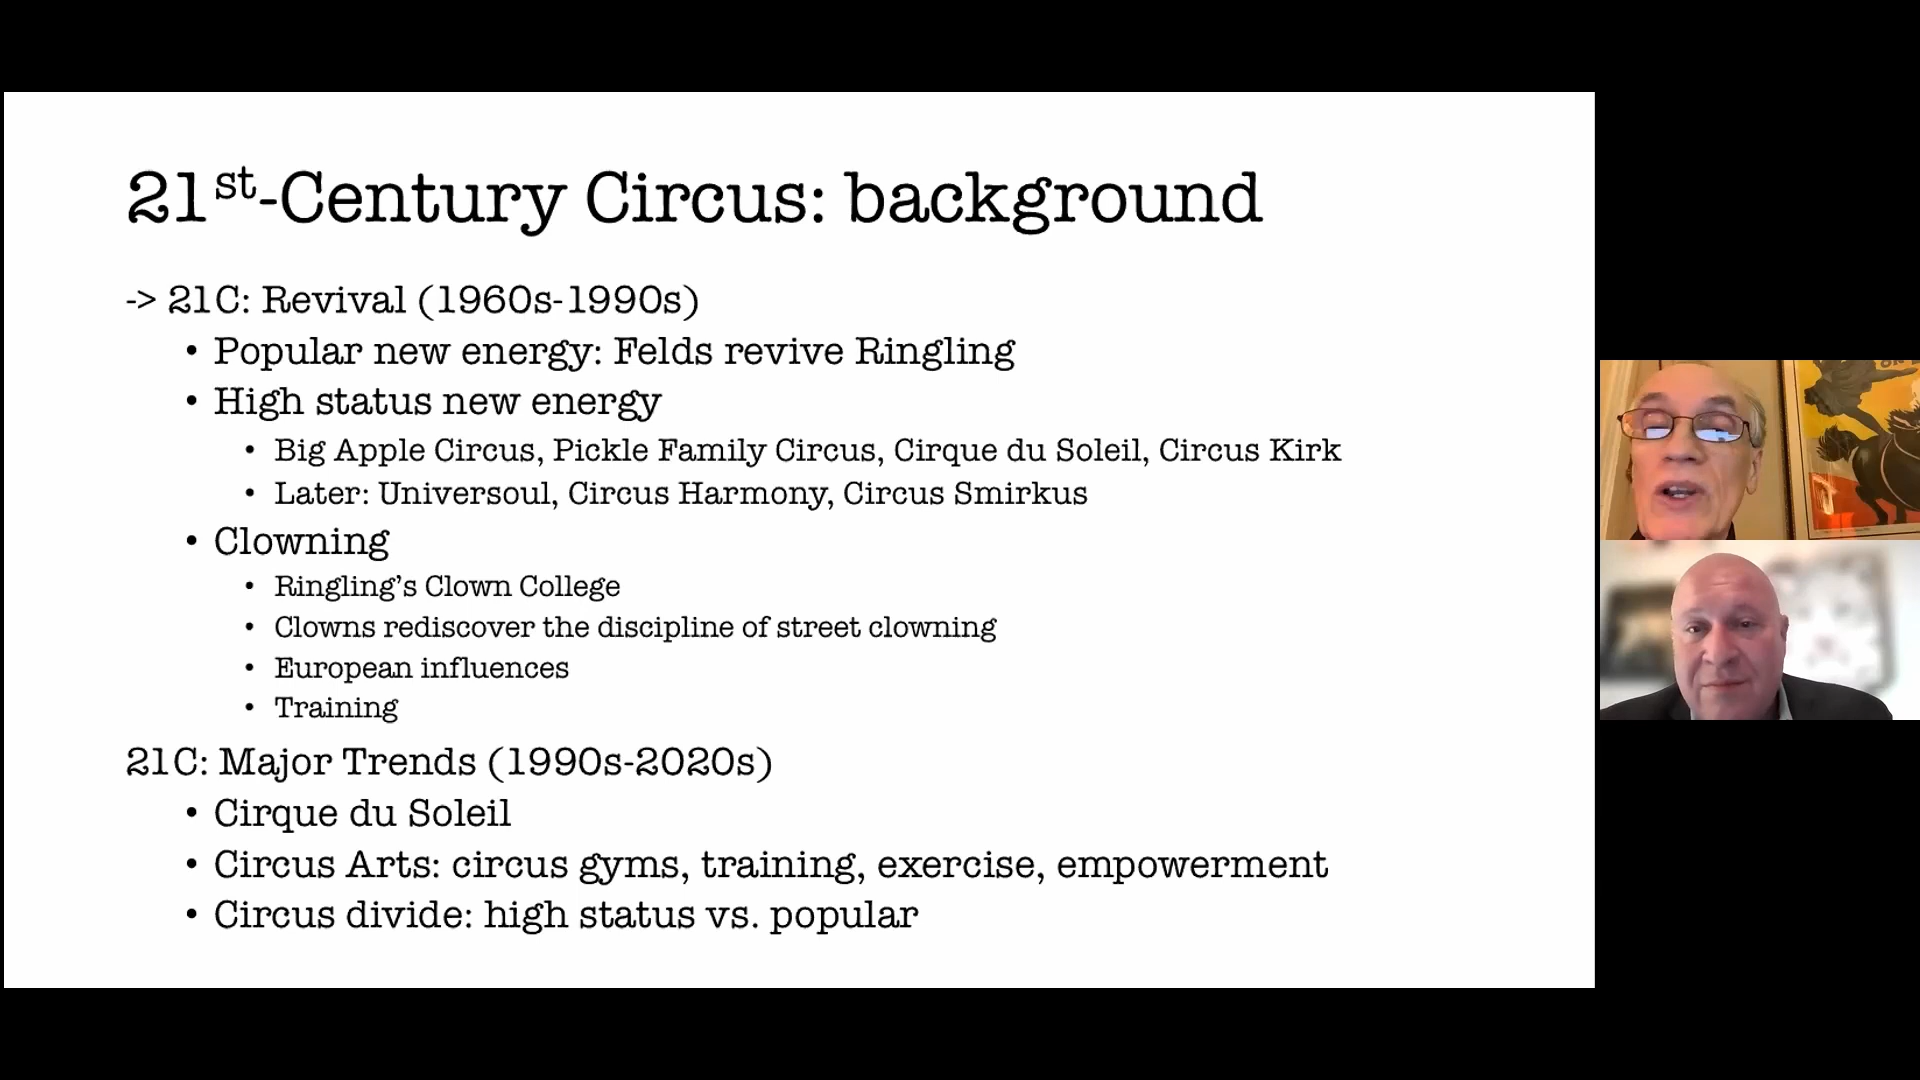 21st-Century Circus: background
-> 21C: Revival (1960s-1990s)
• Popular new energy: Felds revive Ringling
• High status new energy
• Big Apple Circus, Pickle Family Circus, Cirque du Soleil, Circus Kirk
• Later: Universoul, Circus Harmony, Circus Smirkus
• Clowning
• Ringling's Clown College
• Clowns rediscover the discipline of street clowning
• European influences
• Training
21C: Major Trends (1990s-2020s)
• Cirque du Soleil
• Circus Arts: circus gyms, training, exercise, empowerment
• Circus divide: high status vs. popular